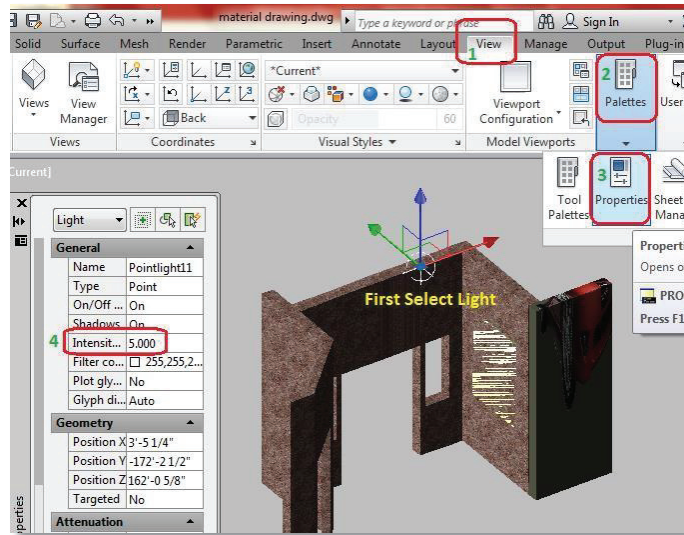 material drawing.dwg
Type a keyword or phrase
Sign In
Solid Surface Mesh Render Parametric Insert Annotate Layout View Manage Output Plug-in
1
*Current*
2
Views
View
Manager
Back
Opacity
60
Viewport
Configuration
Palettes
User
Views Coordinates Visual Styles Model Viewports
Current]
3
Tool
Palettes
Properties
Sheet
Mana
Properti
Opens o
PRO
Press F1
Light
General
Name Pointlight11
Type Point
On/Off ... On
Shadows On
4
Intensit... 5.000
Filter co... 255,255,2...
Plot gly... No
Glyph di... Auto
Geometry
Position X 3'-5 1/4"
Position Y -172'-2 1/2"
Position Z 162'-0 5/8"
Targeted No
Attenuation
First Select Light
operties